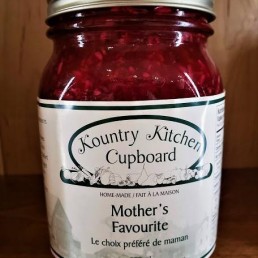 Kountry Kitchen
Cupboard
HOME-MADE / FAIT À LA MAISON
Mother's
Favourite
Le choix préféré de maman